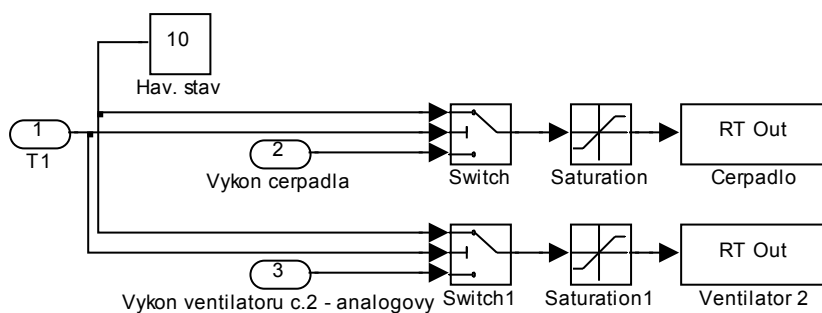 10
Hav. stav
1
T1
2
Vykon cerpadla
Switch
Saturation
RT Out
Cerpadlo
3
Vykon ventilatoru c.2 - analogovy
Switch1
Saturation1
RT Out
Ventilator 2